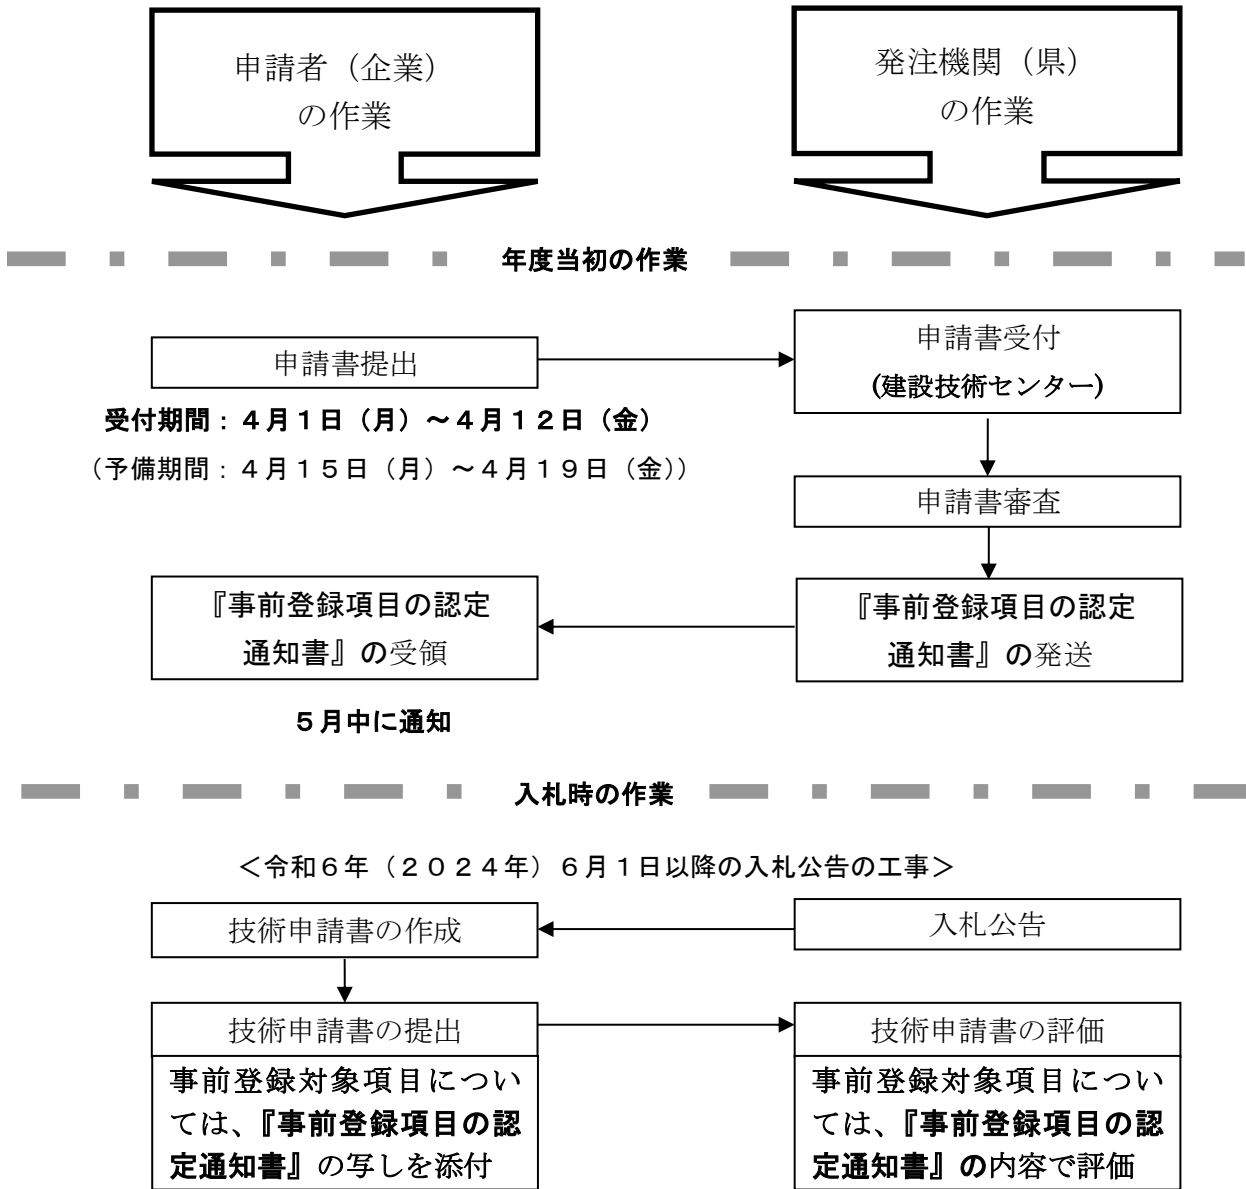 申請者（企業）
の作業
発注機関（県）
の作業
年度当初の作業
申請書提出
申請書受付
(建設技術センター)
受付期間：４月１日（月）～４月１２日（金）
（予備期間：４月１５日（月）～４月１９日（金））
申請書審査
『事前登録項目の認定
通知書』の受領
『事前登録項目の認定
通知書』の発送
５月中に通知
入札時の作業
＜令和６年（２０２４年）６月１日以降の入札公告の工事＞
技術申請書の作成
入札公告
技術申請書の提出
技術申請書の評価
事前登録対象項目につい
ては、『事前登録項目の認
定通知書』の写しを添付
事前登録対象項目につい
ては、『事前登録項目の認
定通知書』の内容で評価